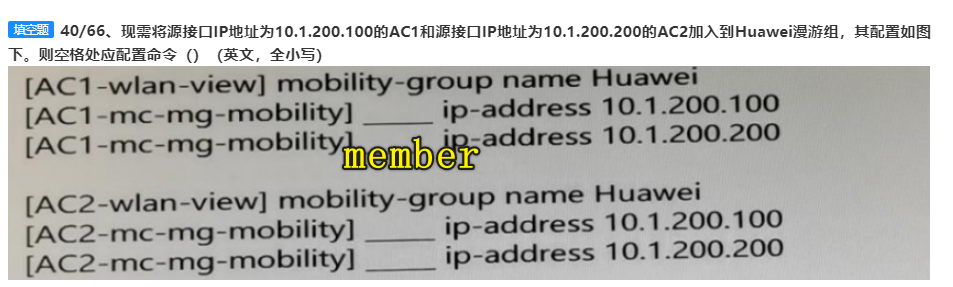 填空题 40/66、现需将源接口IP地址为10.1.200.100的AC1和源接口IP地址为10.1.200.200的AC2加入到Huawei漫游组，其配置如图
下。则空格处应配置命令（）（英文，全小写）
[AC1-wlan-view] mobility-group name Huawei
[AC1-mc-mg-mobility] _____ ip-address 10.1.200.100
[AC1-mc-mg-mobility] ip-address 10.1.200.200
member
[AC2-wlan-view] mobility-group name Huawei
[AC2-mc-mg-mobility] _____ ip-address 10.1.200.100
[AC2-mc-mg-mobility] _____ ip-address 10.1.200.200